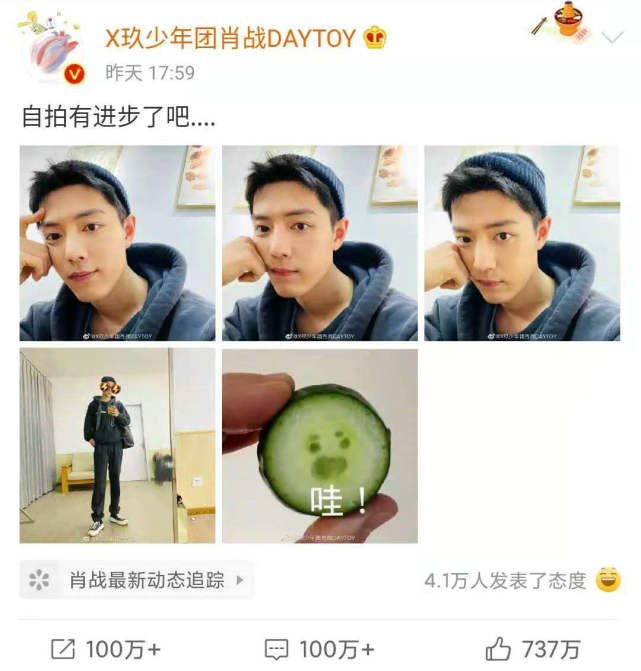 X玖少年团肖战DAYTOY
昨天 17:59
自拍有进步了吧....
@X玖少年团肖战DAYTOY
@X玖少年团肖战DAYTOY
@X玖少年团肖战DAYTOY
哇！
@X玖少年团肖战DAYTOY
少年团肖战DAYTOY
肖战最新动态追踪
4.1万人发表了态度
100万+
100万+
737万